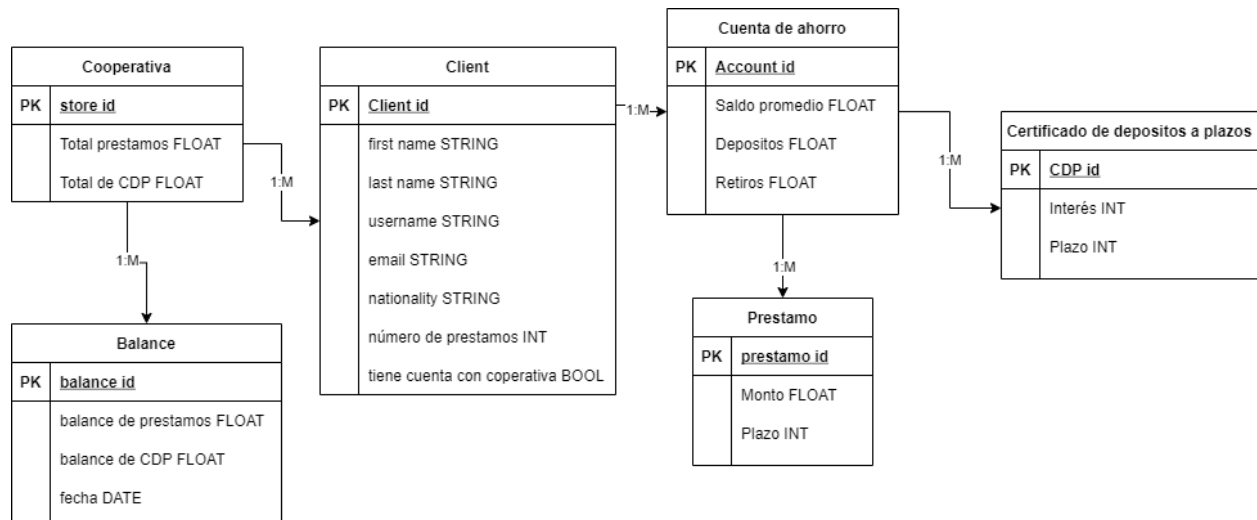 Cooperativa
PK store id
Total prestamos FLOAT
Total de CDP FLOAT
1:M
1:M
Balance
PK balance id
balance de prestamos FLOAT
balance de CDP FLOAT
fecha DATE
Client
PK Client id
first name STRING
last name STRING
username STRING
email STRING
nationality STRING
número de prestamos INT
tiene cuenta con coperativa BOOL
1:M
Cuenta de ahorro
PK Account id
Saldo promedio FLOAT
Depositos FLOAT
Retiros FLOAT
1:M
1:M
Prestamo
PK prestamo id
Monto FLOAT
Plazo INT
Certificado de depositos a plazos
PK CDP id
Interés INT
Plazo INT